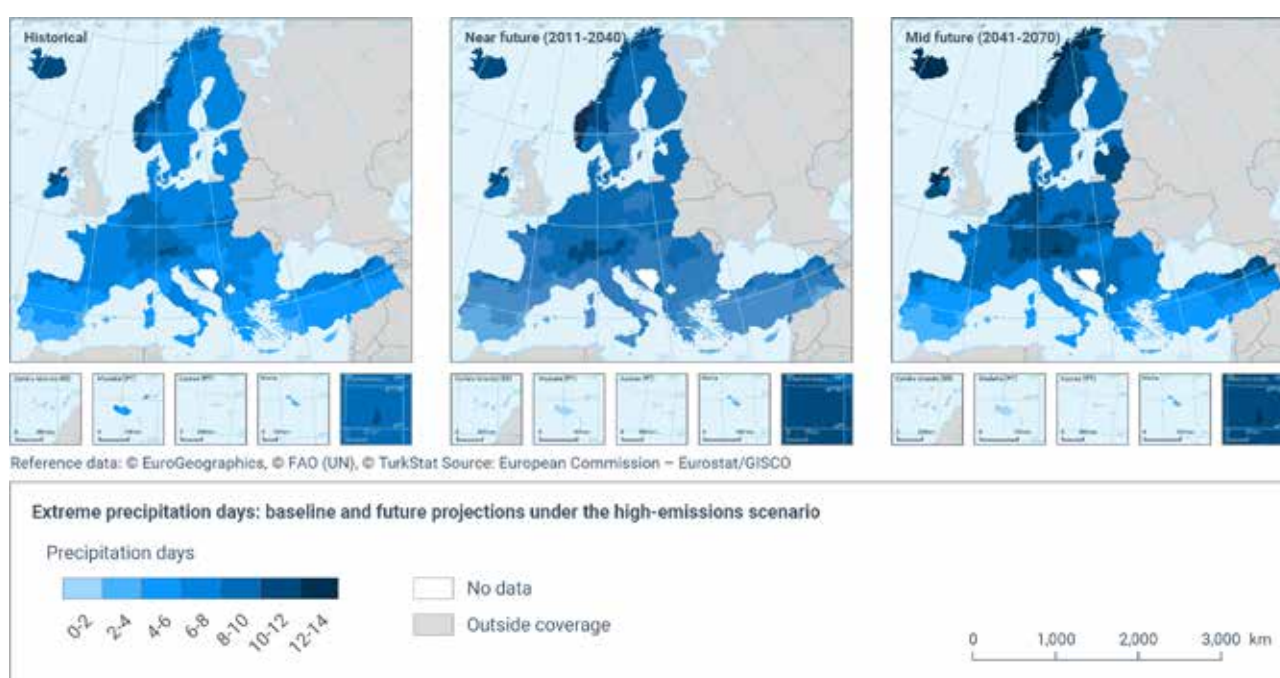 Historical
Near future (2011-2040)
Mid future (2041-2070)
Reference data: © EuroGeographics, © FAO (UN), © TurkStat Source: European Commission – Eurostat/GISCO
Extreme precipitation days: baseline and future projections under the high-emissions scenario
Precipitation days
0-2
2-4
4-6
6-8
8-10
10-12
12-14
No data
Outside coverage
0 1,000 2,000 3,000 km